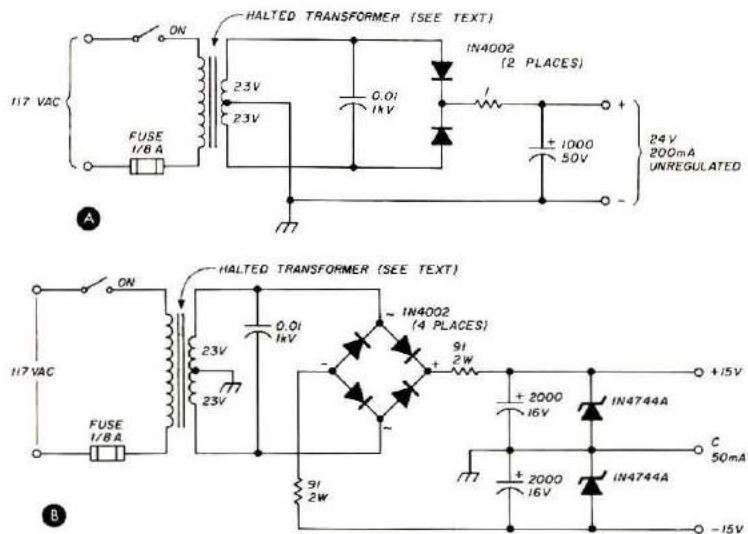 HALTED TRANSFORMER (SEE TEXT)
ON
1N4002
(2 PLACES)
117 VAC
23V
23V
0.01
1kV
1
+
1000
50V
+
-
24V
200mA
UNREGULATED
FUSE
1/8 A
A
HALTED TRANSFORMER (SEE TEXT)
ON
1N4002
(4 PLACES)
~
0.01
1kV
117 VAC
23V
23V
-
+
~
91
2W
+15V
+
2000
16V
1N4744A
C
50mA
+
2000
16V
1N4744A
FUSE
1/8 A
91
2W
-15V
B